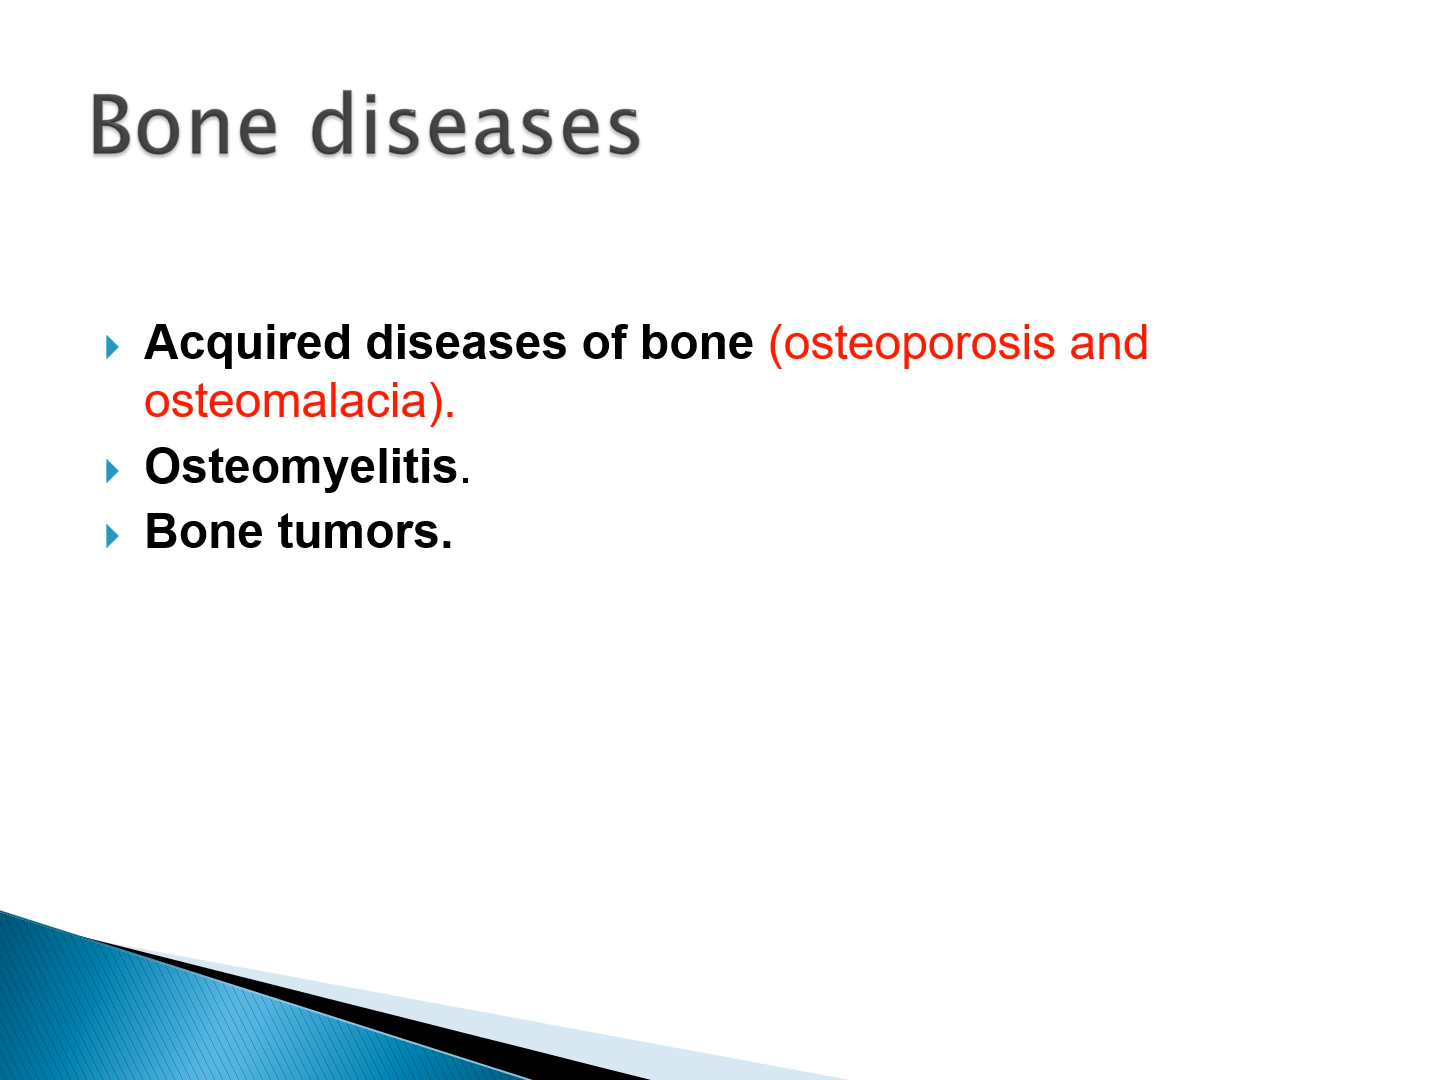 Bone diseases
Acquired diseases of bone (osteoporosis and
osteomalacia).
Osteomyelitis.
Bone tumors.